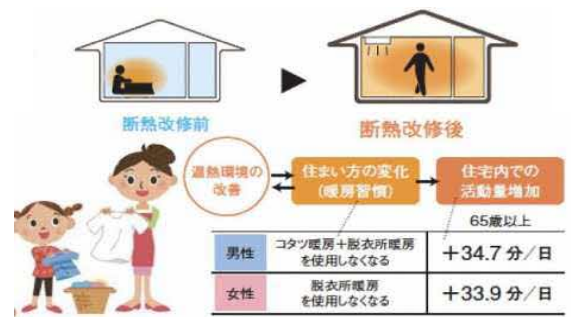 断熱改修前
断熱改修後
温熱環境の
改善
住まい方の変化
(暖房習慣)
住宅内での
活動量増加
65歳以上
男性
コタツ暖房＋脱衣所暖房
を使用しなくなる
＋34.7 分／日
女性
脱衣所暖房
を使用しなくなる
＋33.9 分／日